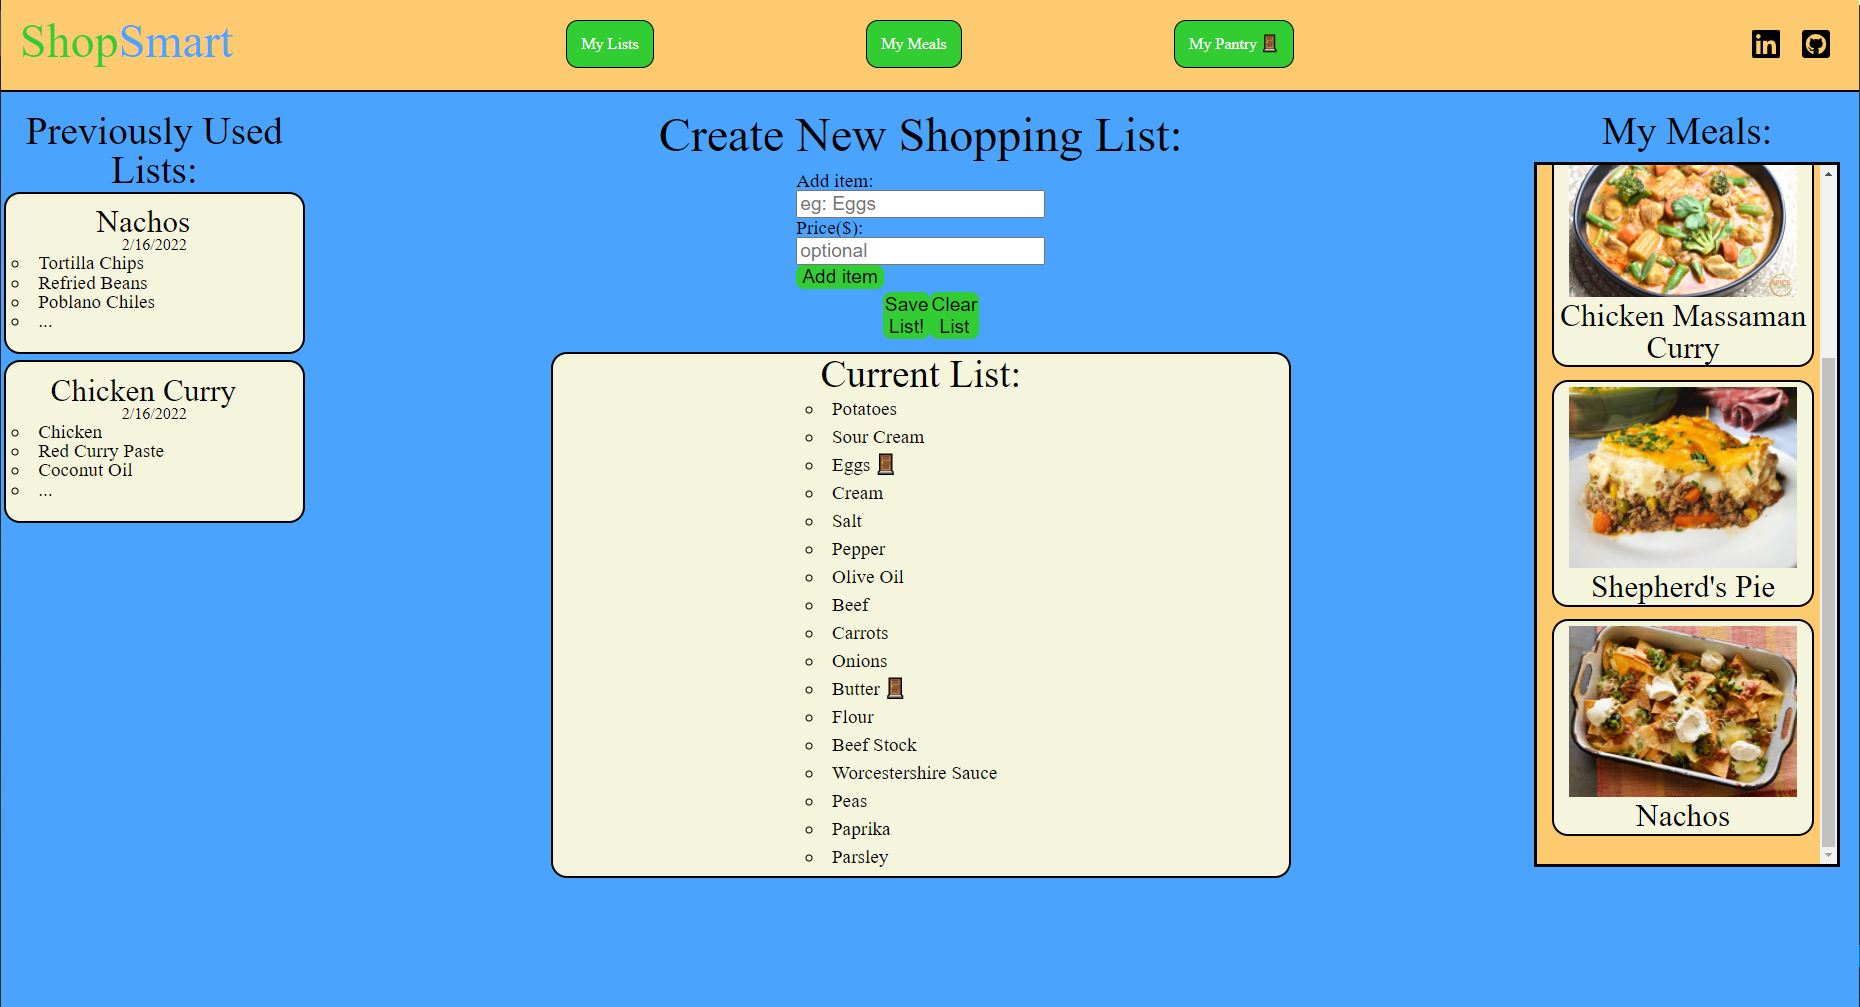 ShopSmart
My Lists
My Meals
My Pantry 🚪
Previously Used
Lists:
Nachos
2/16/2022
Tortilla Chips
Refried Beans
Poblano Chiles
...
Chicken Curry
2/16/2022
Chicken
Red Curry Paste
Coconut Oil
...
Create New Shopping List:
Add item:
eg: Eggs
Price($):
optional
Add item
Save
List!
Clear
List
Current List:
Potatoes
Sour Cream
Eggs 🚪
Cream
Salt
Pepper
Olive Oil
Beef
Carrots
Onions
Butter 🚪
Flour
Beef Stock
Worcestershire Sauce
Peas
Paprika
Parsley
My Meals:
Chicken Massaman
Curry
Shepherd's Pie
Nachos